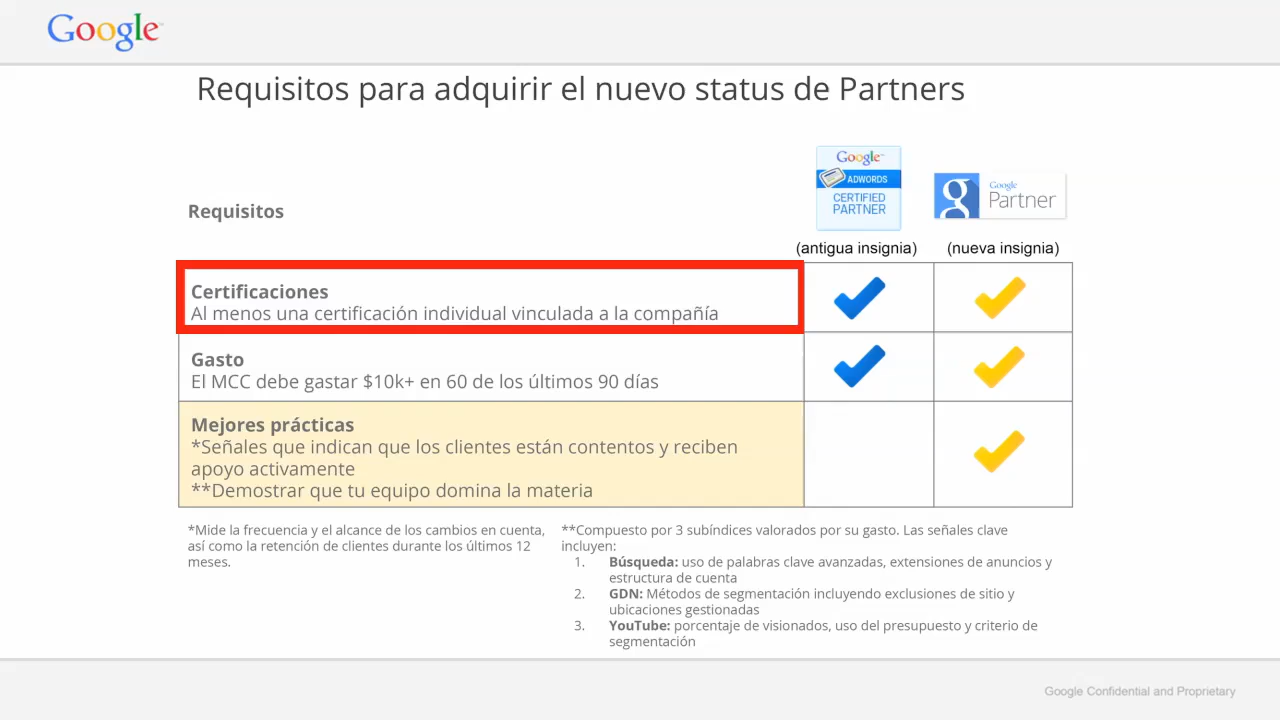 Google
Requisitos para adquirir el nuevo status de Partners
Google
ADWORDS
CERTIFIED
PARTNER
Google
Partner
Requisitos
(antigua insignia)
(nueva insignia)
Certificaciones
Al menos una certificación individual vinculada a la compañía
Gasto
El MCC debe gastar $10k+ en 60 de los últimos 90 días
Mejores prácticas
*Señales que indican que los clientes están contentos y reciben
apoyo activamente
**Demostrar que tu equipo domina la materia
*Mide la frecuencia y el alcance de los cambios en cuenta,
así como la retención de clientes durante los últimos 12
meses.
**Compuesto por 3 subíndices valorados por su gasto. Las señales clave
incluyen:
1. Búsqueda: uso de palabras clave avanzadas, extensiones de anuncios y
estructura de cuenta
2. GDN: Métodos de segmentación incluyendo exclusiones de sitio y
ubicaciones gestionadas
3. YouTube: porcentaje de visionados, uso del presupuesto y criterio de
segmentación
Google Confidential and Proprietary